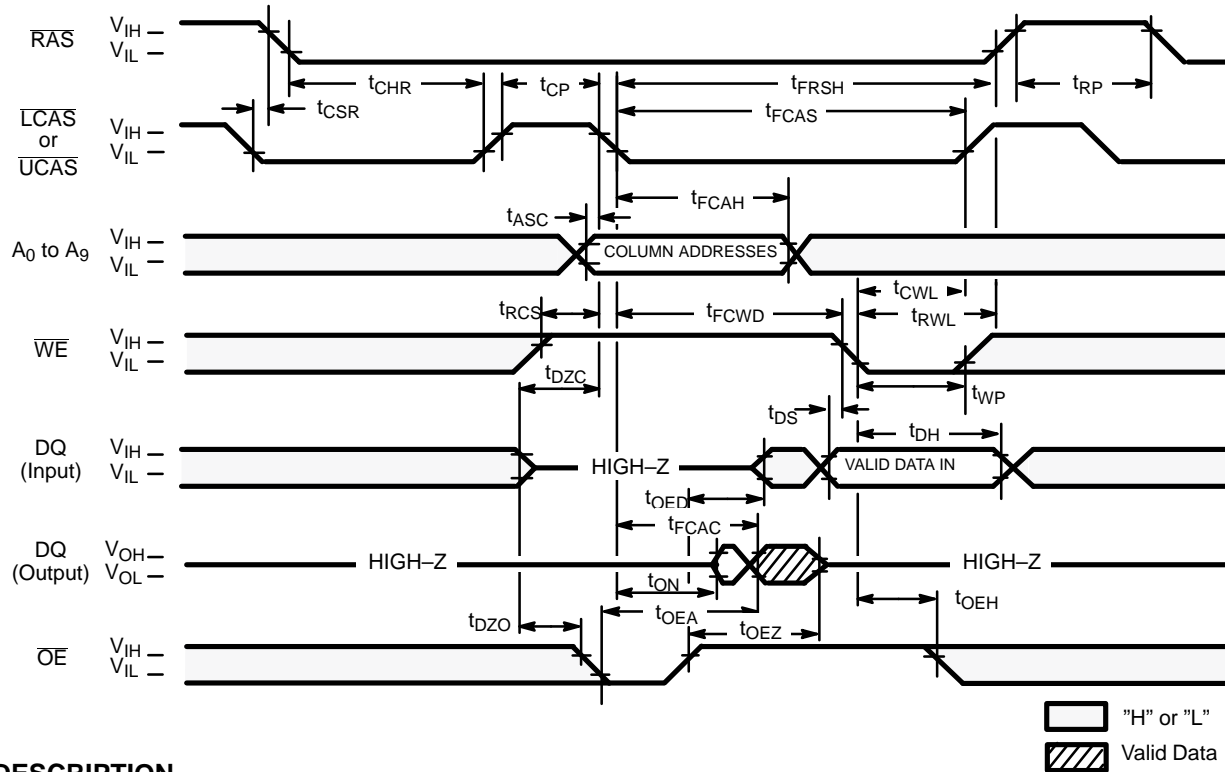 RAS VIH VIL
tCHR tCP tFRSH tRP
tCSR tFCAS
LCAS
or
UCAS VIH VIL
tFCAH
tASC
A0 to A9 VIH VIL COLUMN ADDRESSES
tCWL
tRCS tFCWD tRWL
WE VIH VIL
tDZC tWP
tDS tDH
DQ
(Input) VIH VIL HIGH–Z VALID DATA IN
tOED
tFCAC
DQ
(Output) VOH VOL HIGH–Z HIGH–Z
tON
tOEA tOEH
tDZO tOEZ
OE VIH VIL
"H" or "L"
Valid Data